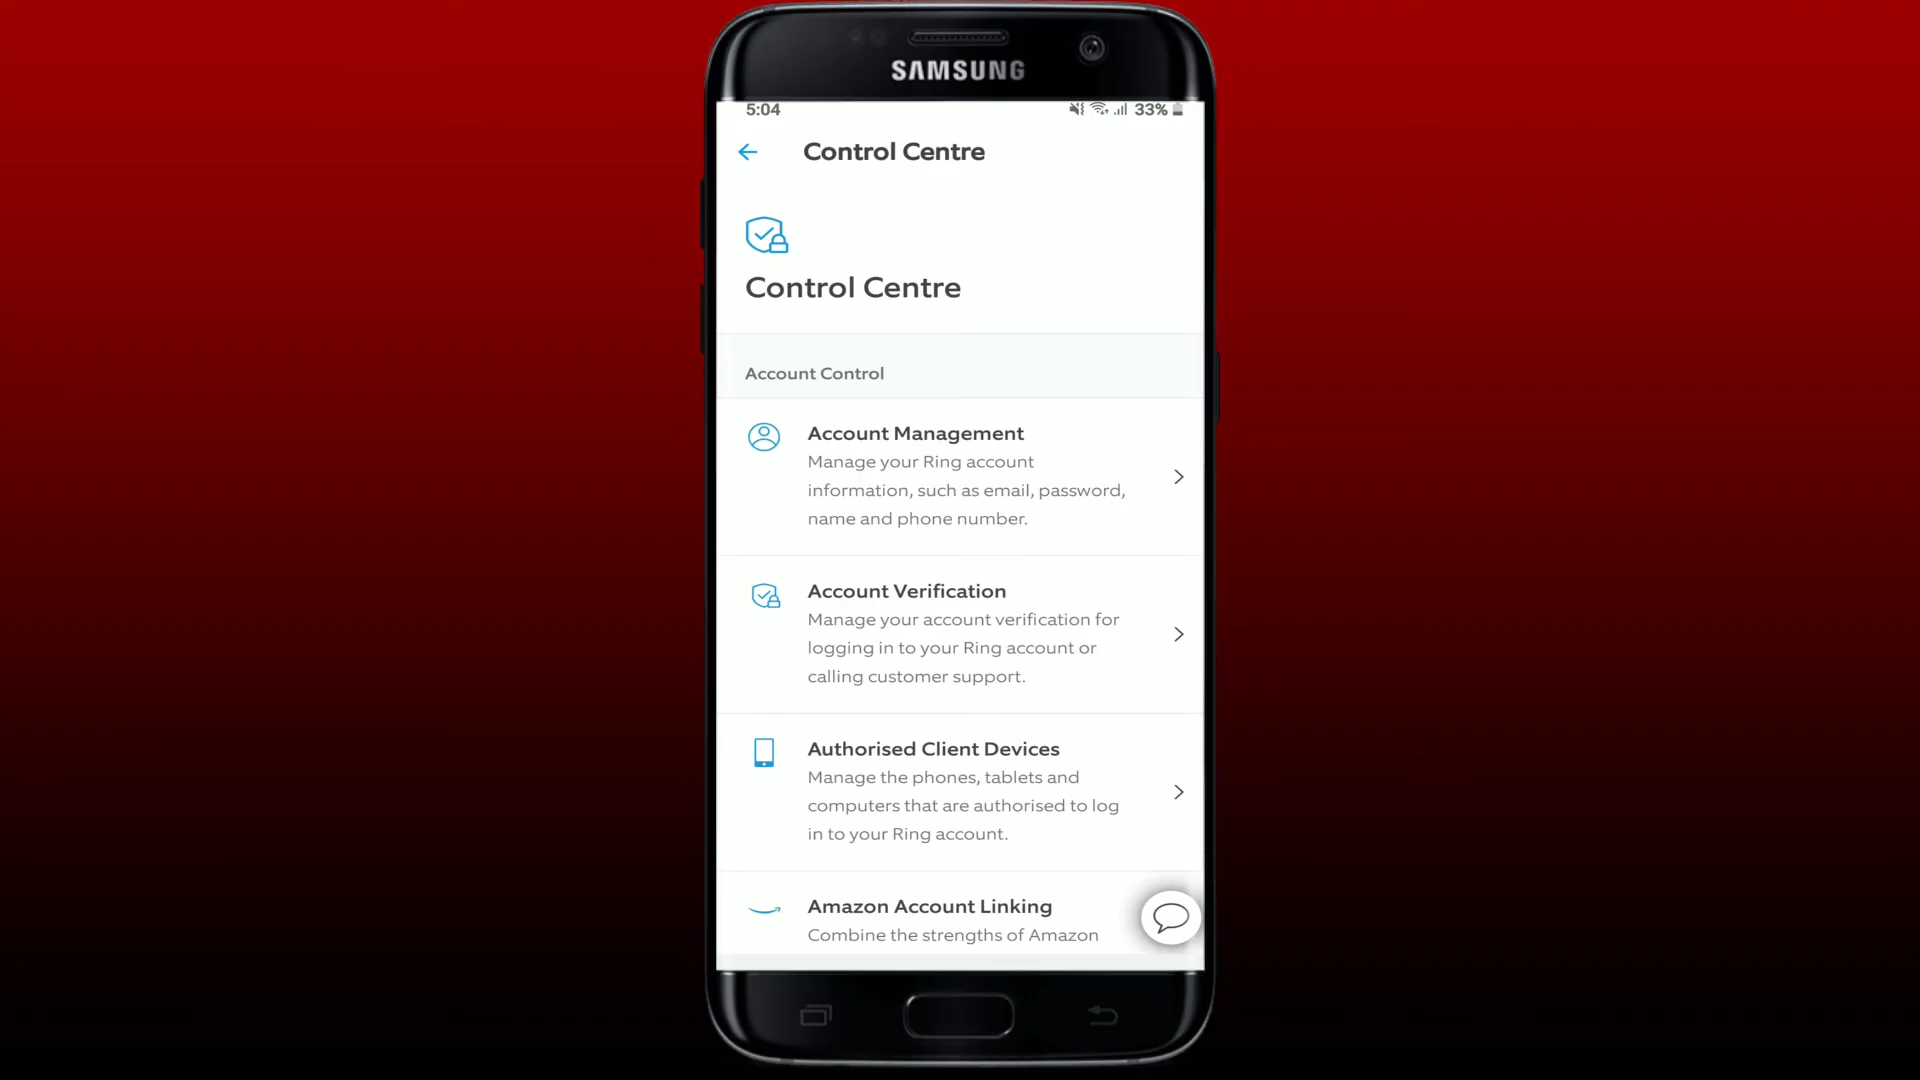 SAMSUNG
5:04 33%
Control Centre
Control Centre
Account Control
Account Management
Manage your Ring account
information, such as email, password,
name and phone number.
Account Verification
Manage your account verification for
logging in to your Ring account or
calling customer support.
Authorised Client Devices
Manage the phones, tablets and
computers that are authorised to log
in to your Ring account.
Amazon Account Linking
Combine the strengths of Amazon